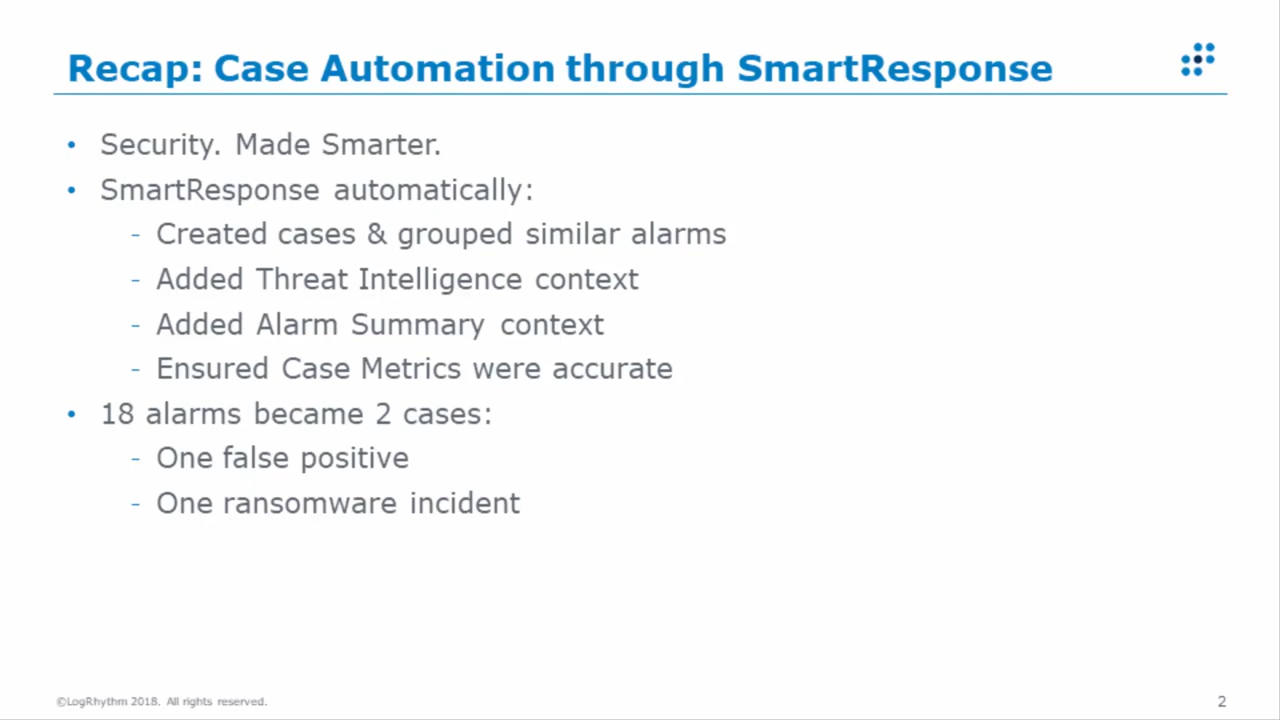 Recap: Case Automation through SmartResponse
• Security. Made Smarter.
• SmartResponse automatically:
- Created cases & grouped similar alarms
- Added Threat Intelligence context
- Added Alarm Summary context
- Ensured Case Metrics were accurate
• 18 alarms became 2 cases:
- One false positive
- One ransomware incident
©LogRhythm 2018. All rights reserved.
2